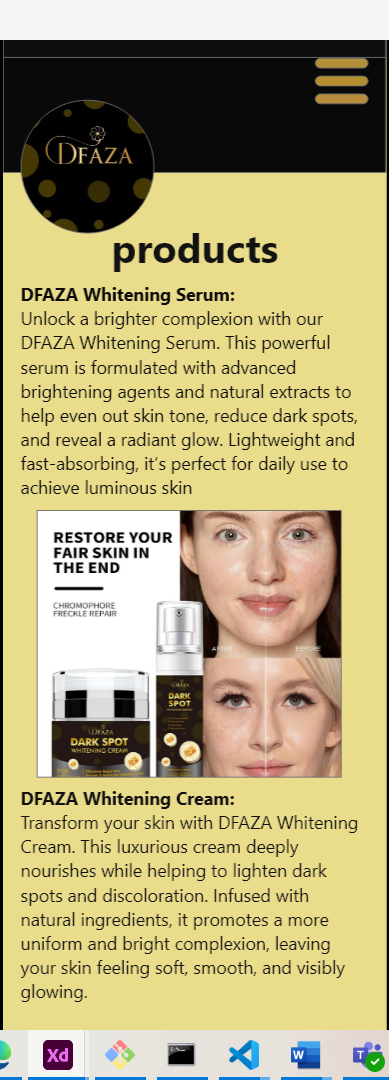 DFAZA
products
DFAZA Whitening Serum:
Unlock a brighter complexion with our
DFAZA Whitening Serum. This powerful
serum is formulated with advanced
brightening agents and natural extracts to
help even out skin tone, reduce dark spots,
and reveal a radiant glow. Lightweight and
fast-absorbing, it's perfect for daily use to
achieve luminous skin
RESTORE YOUR
FAIR SKIN IN
THE END
CHROMOPHORE
FRECKLE REPAIR
AFTER
BEFORE
DFAZA
DARK
SPOT
DFAZA
DARK SPOT
WHITENING CREAM
DFAZA Whitening Cream:
Transform your skin with DFAZA Whitening
Cream. This luxurious cream deeply
nourishes while helping to lighten dark
spots and discoloration. Infused with
natural ingredients, it promotes a more
uniform and bright complexion, leaving
your skin feeling soft, smooth, and visibly
glowing.
Xd
W
T